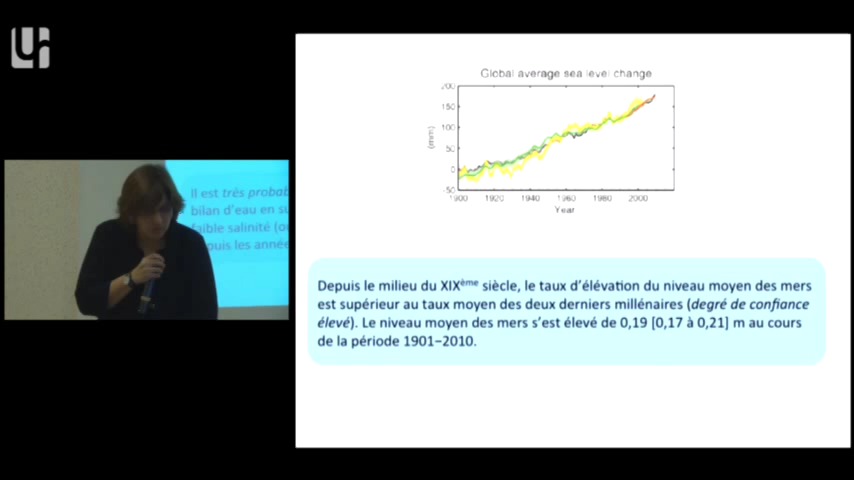 Global average sea level change
200
150
100
50
0
-50
(mm)
1900 1920 1940 1960 1980 2000
Year
Il est très probab
bilan d'eau en su
faible salinité (o
puis les année
Depuis le milieu du XIXème siècle, le taux d'élévation du niveau moyen des mers
est supérieur au taux moyen des deux derniers millénaires (degré de confiance
élevé). Le niveau moyen des mers s'est élevé de 0,19 [0,17 à 0,21] m au cours
de la période 1901−2010.